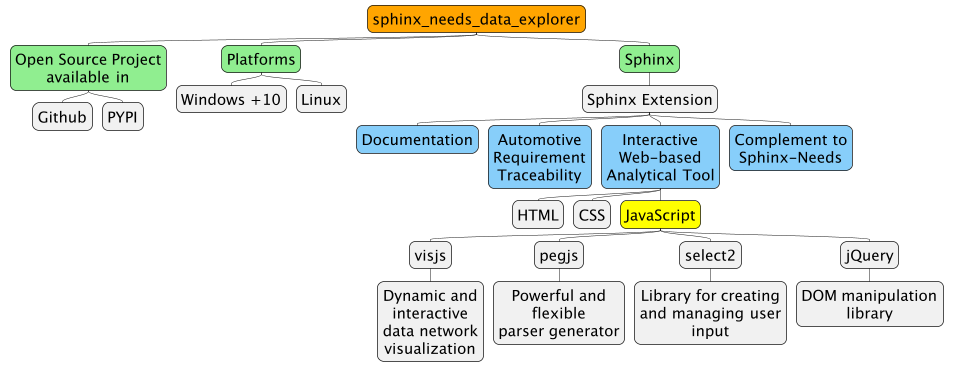 sphinx_needs_data_explorer
Open Source Project
available in
Platforms
Sphinx
Github
PYPI
Windows +10
Linux
Sphinx Extension
Documentation
Automotive
Requirement
Traceability
Interactive
Web-based
Analytical Tool
Complement to
Sphinx-Needs
HTML
CSS
JavaScript
visjs
pegjs
select2
jQuery
Dynamic and
interactive
data network
visualization
Powerful and
flexible
parser generator
Library for creating
and managing user
input
DOM manipulation
library